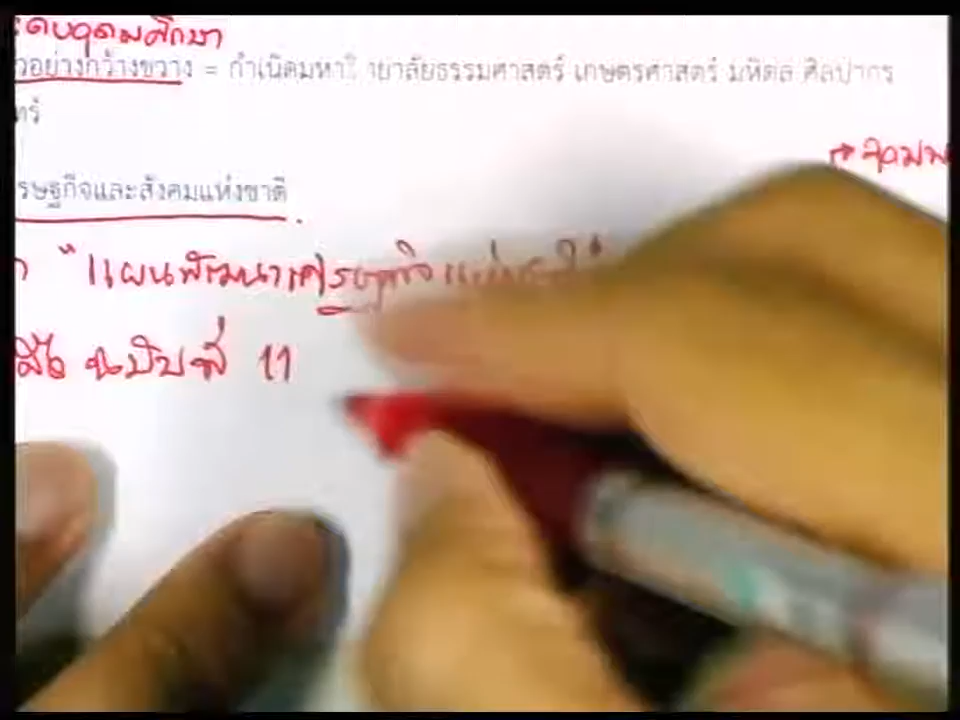 ระดับอุดมศึกษา
วอย่างกว้างขวาง = กำเนิดมหาวิทยาลัยธรรมศาสตร์ เกษตรศาสตร์ มหิดล ศิลปากร
ตร์
รษฐกิจและสังคมแห่งชาติ
"แผนพัฒนาเศรษฐกิจแห่งชาติ
ฉบับที่ 11